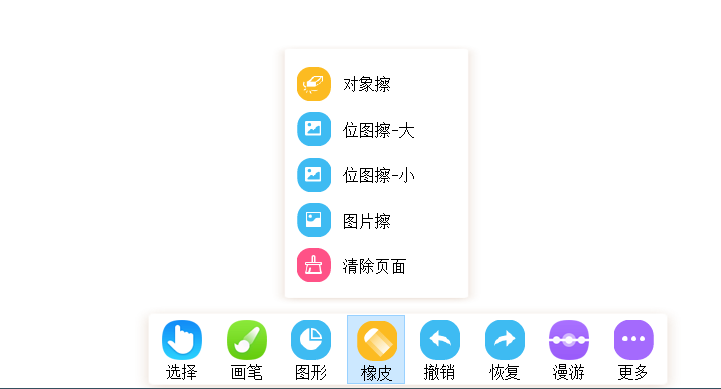 对象擦
位图擦-大
位图擦-小
图片擦
清除页面
选择 画笔 图形 橡皮 撤销 恢复 漫游 更多